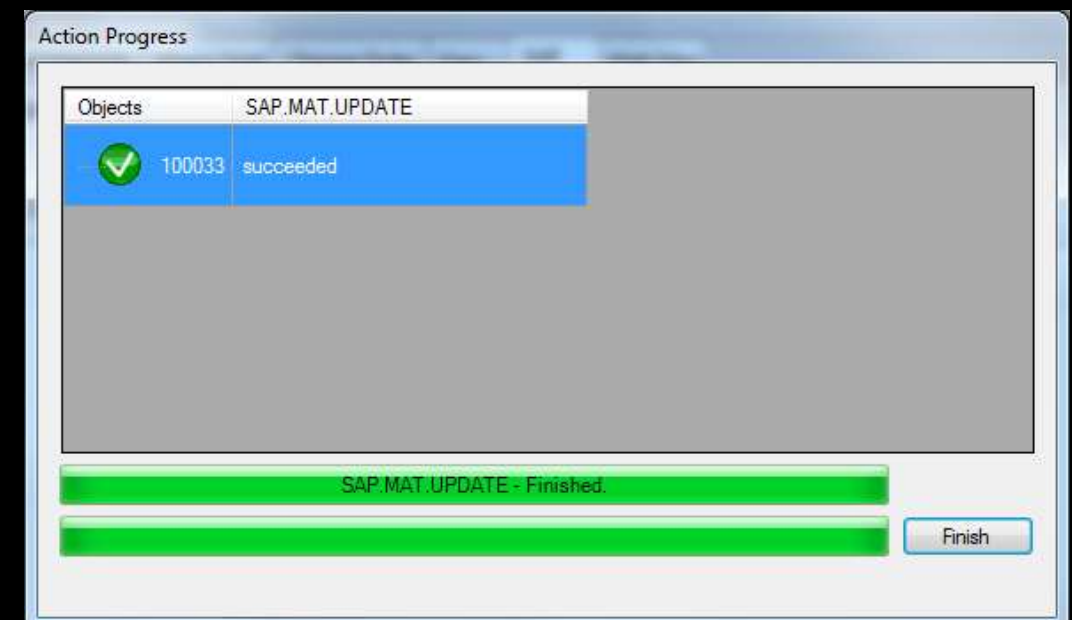 Action Progress
Objects SAP.MAT.UPDATE
100033 succeeded
SAP.MAT.UPDATE - Finished.
Finish